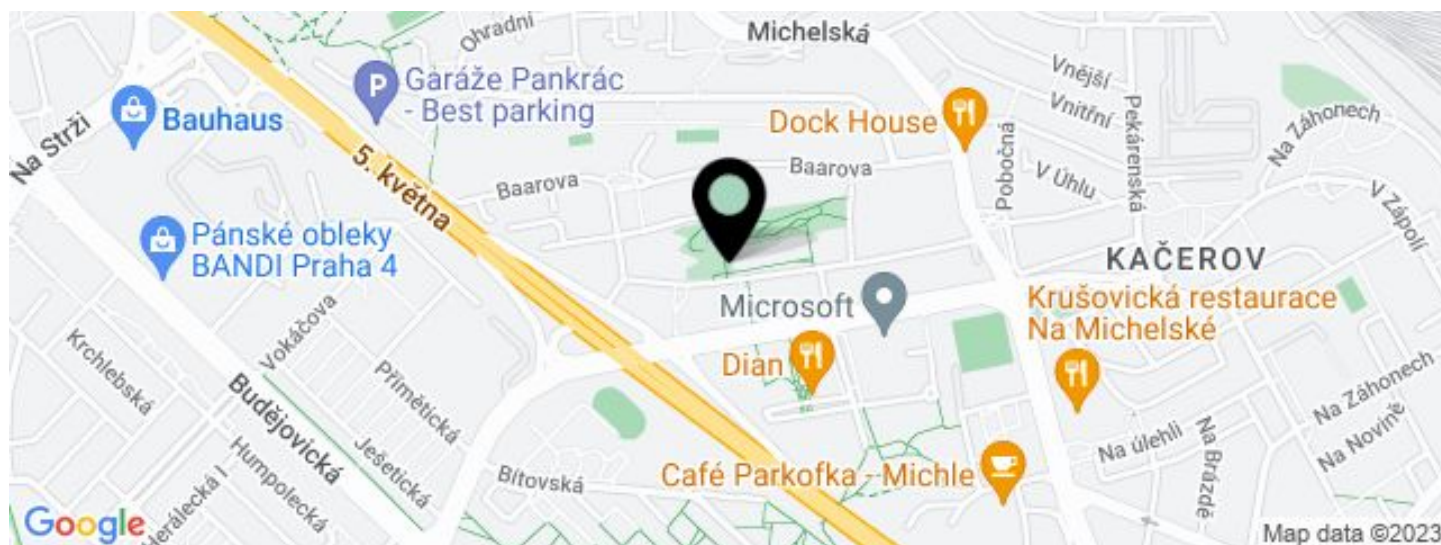 Ohradní
Michelská
Garáže Pankrác
- Best parking
Bauhaus
Na Strži
5. května
Dock House
Vnější
Vnitřní
Pekárenská
Na Záhonech
Pobočná
V Úhlu
Baarova
Baarova
V Zápolí
Pánské obleky
BANDI Praha 4
KAČEROV
Microsoft
Krušovická restaurace
Na Michelské
Vokáčova
Krchlebská
Přímětická
Dian
Budějovická
Ješetická
Humpolecká
Herálecká I
Bítovská
Café Parkofka - Michle
Na úlehli
Na Brázdě
Na Záhonech
Na Novině
Google
Map data ©2023